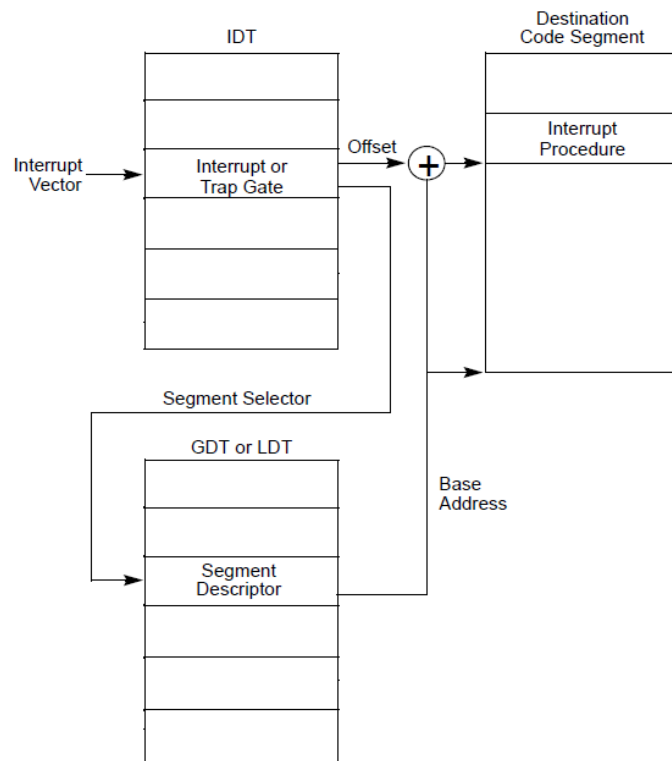 IDT
Destination
Code Segment
Interrupt
Vector
Interrupt or
Trap Gate
Offset
+
Interrupt
Procedure
Segment Selector
GDT or LDT
Base
Address
Segment
Descriptor